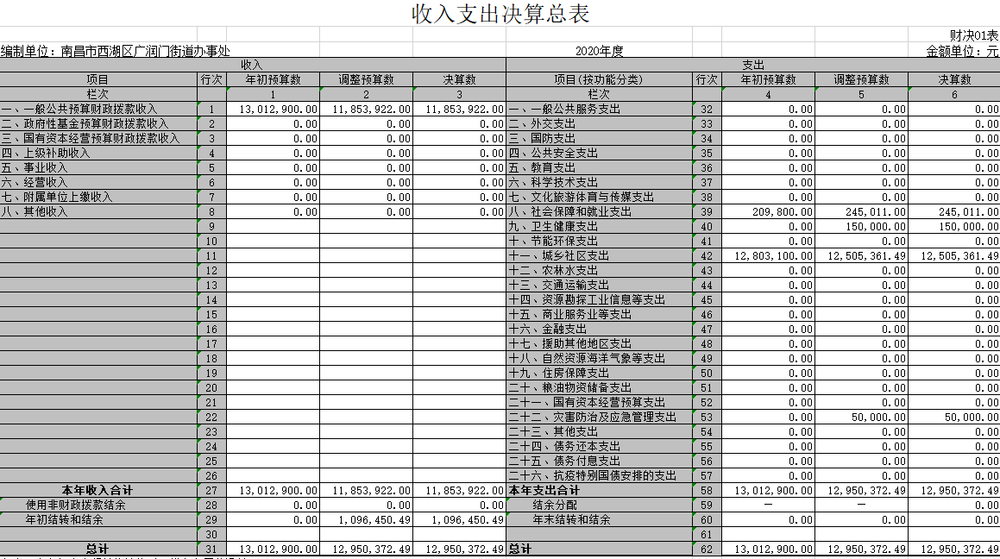 收入支出决算总表
财决01表
编制单位：南昌市西湖区广润门街道办事处 2020年度 金额单位：元
收入 支出
项目 行次 年初预算数 调整预算数 决算数 项目(按功能分类) 行次 年初预算数 调整预算数 决算数
栏次 1 2 3 栏次 4 5 6
一、一般公共预算财政拨款收入 1 13,012,900.00 11,853,922.00 11,853,922.00 一、一般公共服务支出 32 0.00 0.00 0.00
二、政府性基金预算财政拨款收入 2 0.00 0.00 0.00 二、外交支出 33 0.00 0.00 0.00
三、国有资本经营预算财政拨款收入 3 0.00 0.00 0.00 三、国防支出 34 0.00 0.00 0.00
四、上级补助收入 4 0.00 0.00 0.00 四、公共安全支出 35 0.00 0.00 0.00
五、事业收入 5 0.00 0.00 0.00 五、教育支出 36 0.00 0.00 0.00
六、经营收入 6 0.00 0.00 0.00 六、科学技术支出 37 0.00 0.00 0.00
七、附属单位上缴收入 7 0.00 0.00 0.00 七、文化旅游体育与传媒支出 38 0.00 0.00 0.00
八、其他收入 8 0.00 0.00 0.00 八、社会保障和就业支出 39 209,800.00 245,011.00 245,011.00
9 九、卫生健康支出 40 0.00 150,000.00 150,000.00
10 十、节能环保支出 41 0.00 0.00 0.00
11 十一、城乡社区支出 42 12,803,100.00 12,505,361.49 12,505,361.49
12 十二、农林水支出 43 0.00 0.00 0.00
13 十三、交通运输支出 44 0.00 0.00 0.00
14 十四、资源勘探工业信息等支出 45 0.00 0.00 0.00
15 十五、商业服务业等支出 46 0.00 0.00 0.00
16 十六、金融支出 47 0.00 0.00 0.00
17 十七、援助其他地区支出 48 0.00 0.00 0.00
18 十八、自然资源海洋气象等支出 49 0.00 0.00 0.00
19 十九、住房保障支出 50 0.00 0.00 0.00
20 二十、粮油物资储备支出 51 0.00 0.00 0.00
21 二十一、国有资本经营预算支出 52 0.00 0.00 0.00
22 二十二、灾害防治及应急管理支出 53 0.00 50,000.00 50,000.00
23 二十三、其他支出 54 0.00 0.00 0.00
24 二十四、债务还本支出 55 0.00 0.00 0.00
25 二十五、债务付息支出 56 0.00 0.00 0.00
26 二十六、抗疫特别国债安排的支出 57 0.00 0.00 0.00
本年收入合计 27 13,012,900.00 11,853,922.00 11,853,922.00 本年支出合计 58 13,012,900.00 12,950,372.49 12,950,372.49
使用非财政拨款结余 28 0.00 0.00 0.00 结余分配 59 — — 0.00
年初结转和结余 29 0.00 1,096,450.49 1,096,450.49 年末结转和结余 60 0.00 0.00 0.00
30 61
总计 31 13,012,900.00 12,950,372.49 12,950,372.49 总计 62 13,012,900.00 12,950,372.49 12,950,372.49